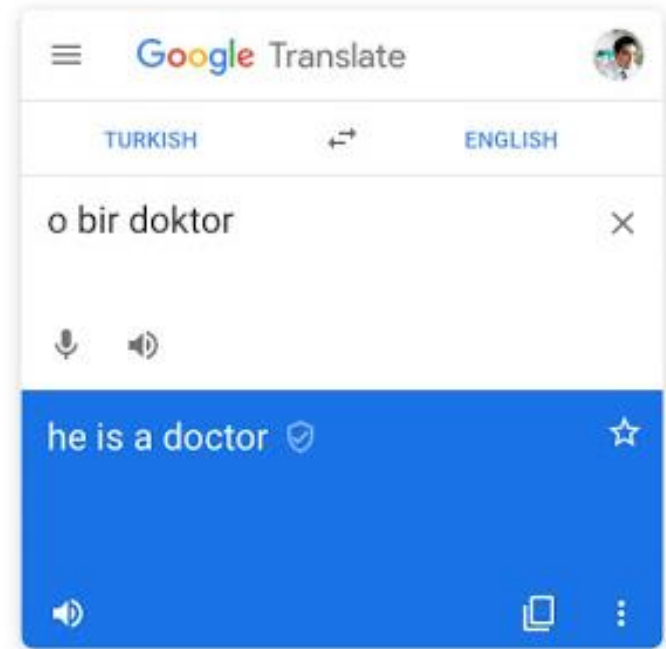 Google Translate
TURKISH ENGLISH
o bir doktor
he is a doctor